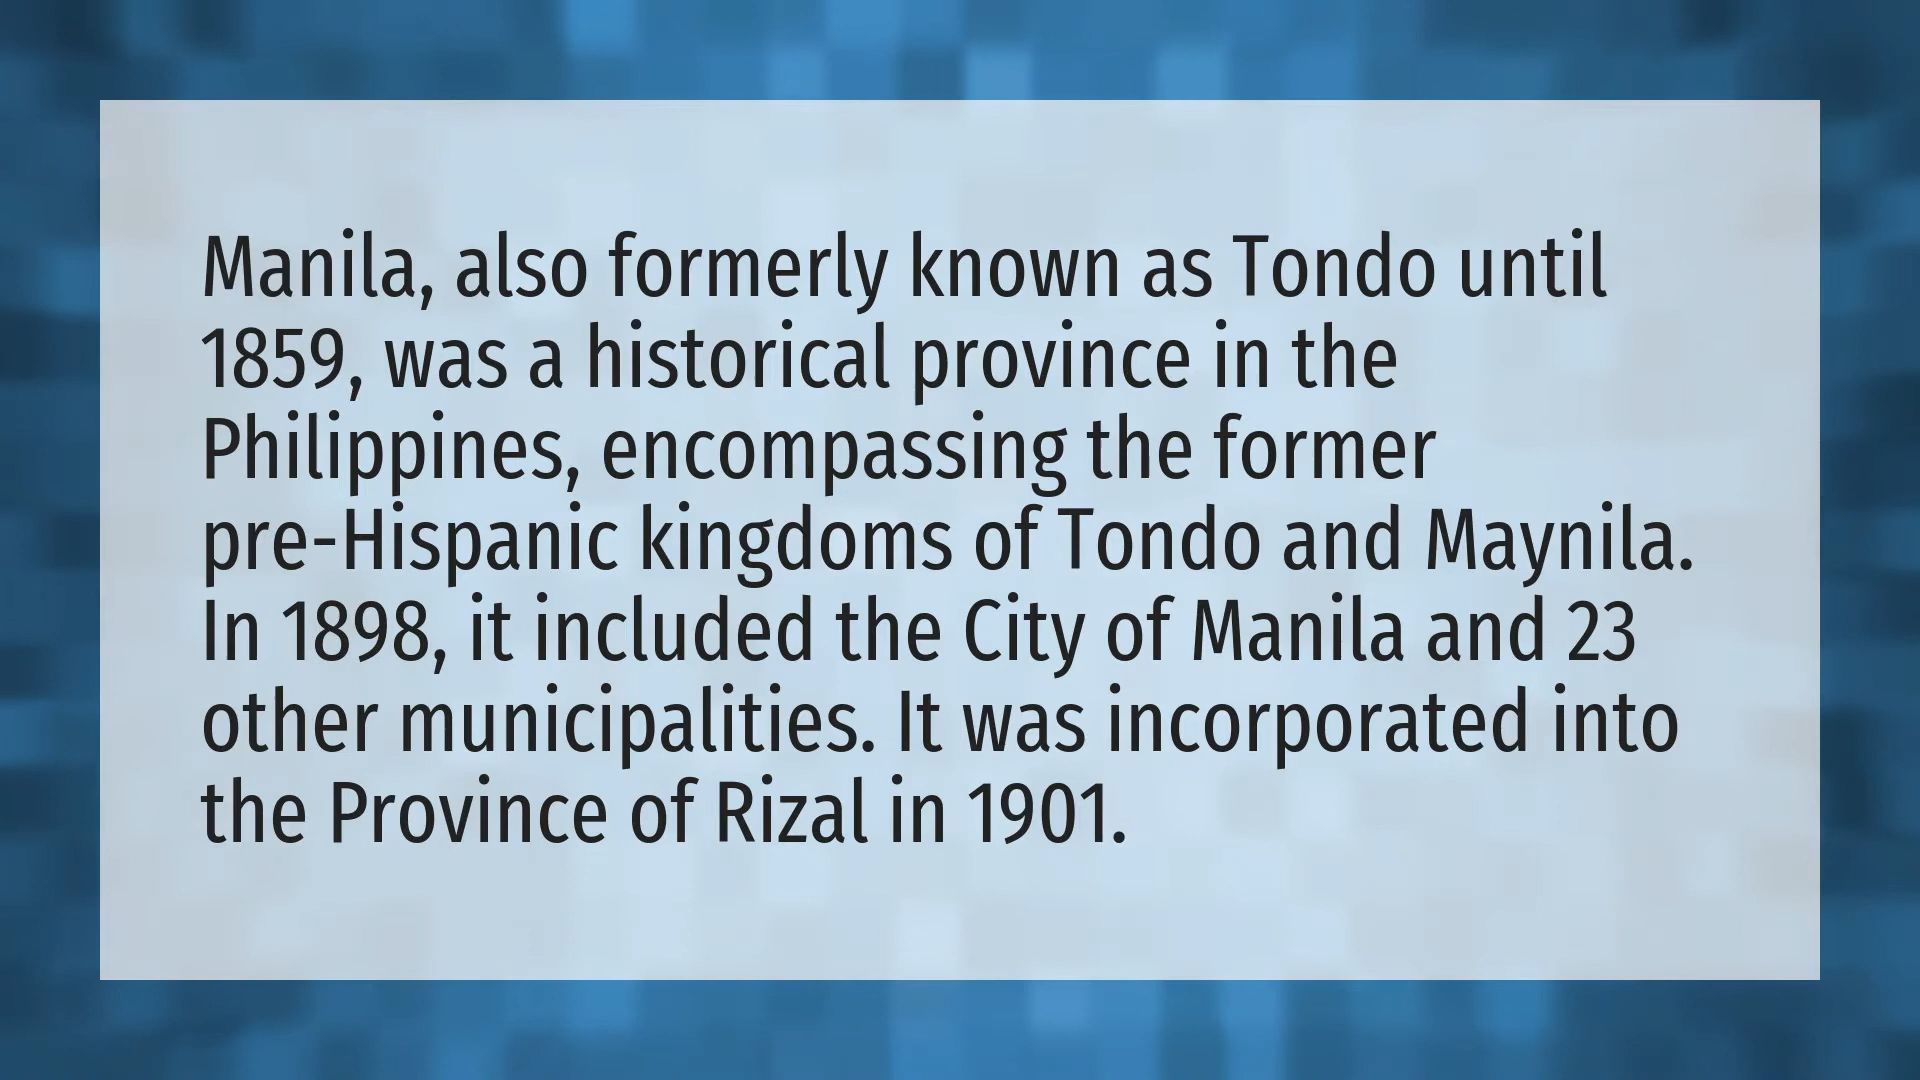 Manila, also formerly known as Tondo until
1859, was a historical province in the
Philippines, encompassing the former
pre-Hispanic kingdoms of Tondo and Maynila.
In 1898, it included the City of Manila and 23
other municipalities. It was incorporated into
the Province of Rizal in 1901.